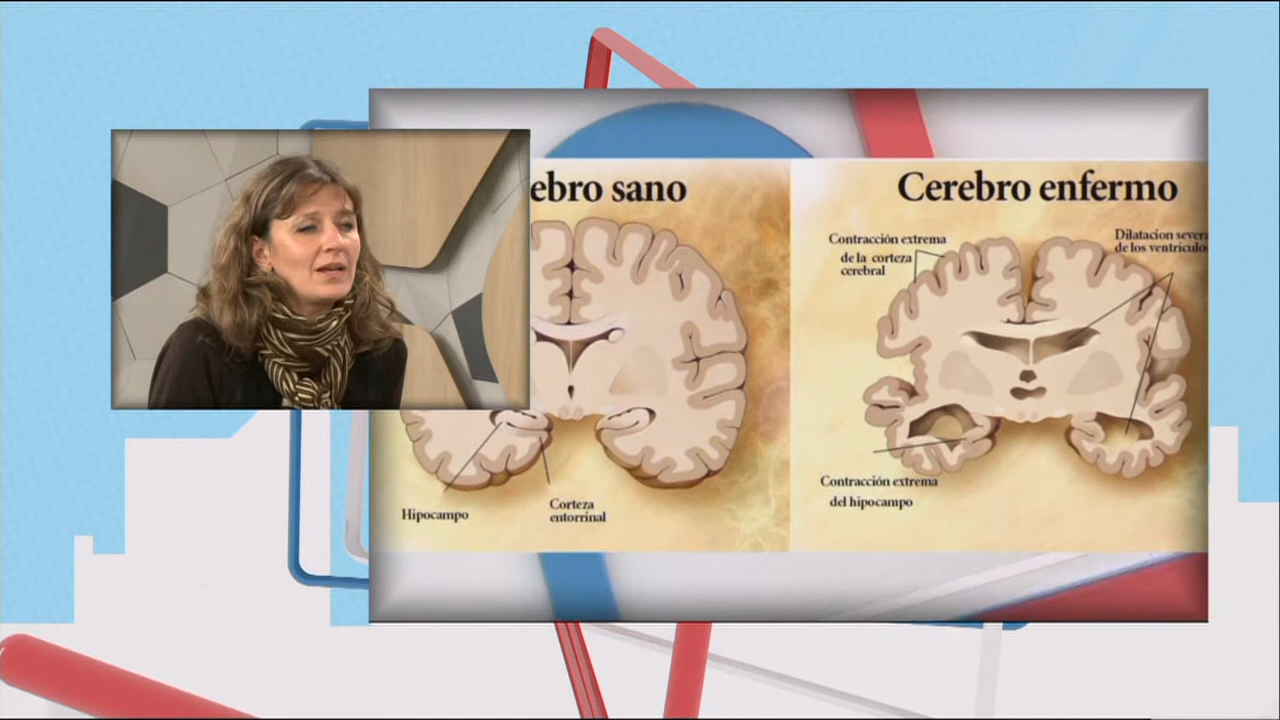 ebro sano
Hipocampo
Corteza
entorrinal
Cerebro enfermo
Contracción extrema
de la corteza
cerebral
Dilatacion severa
de los ventriculo
Contracción extrema
del hipocampo